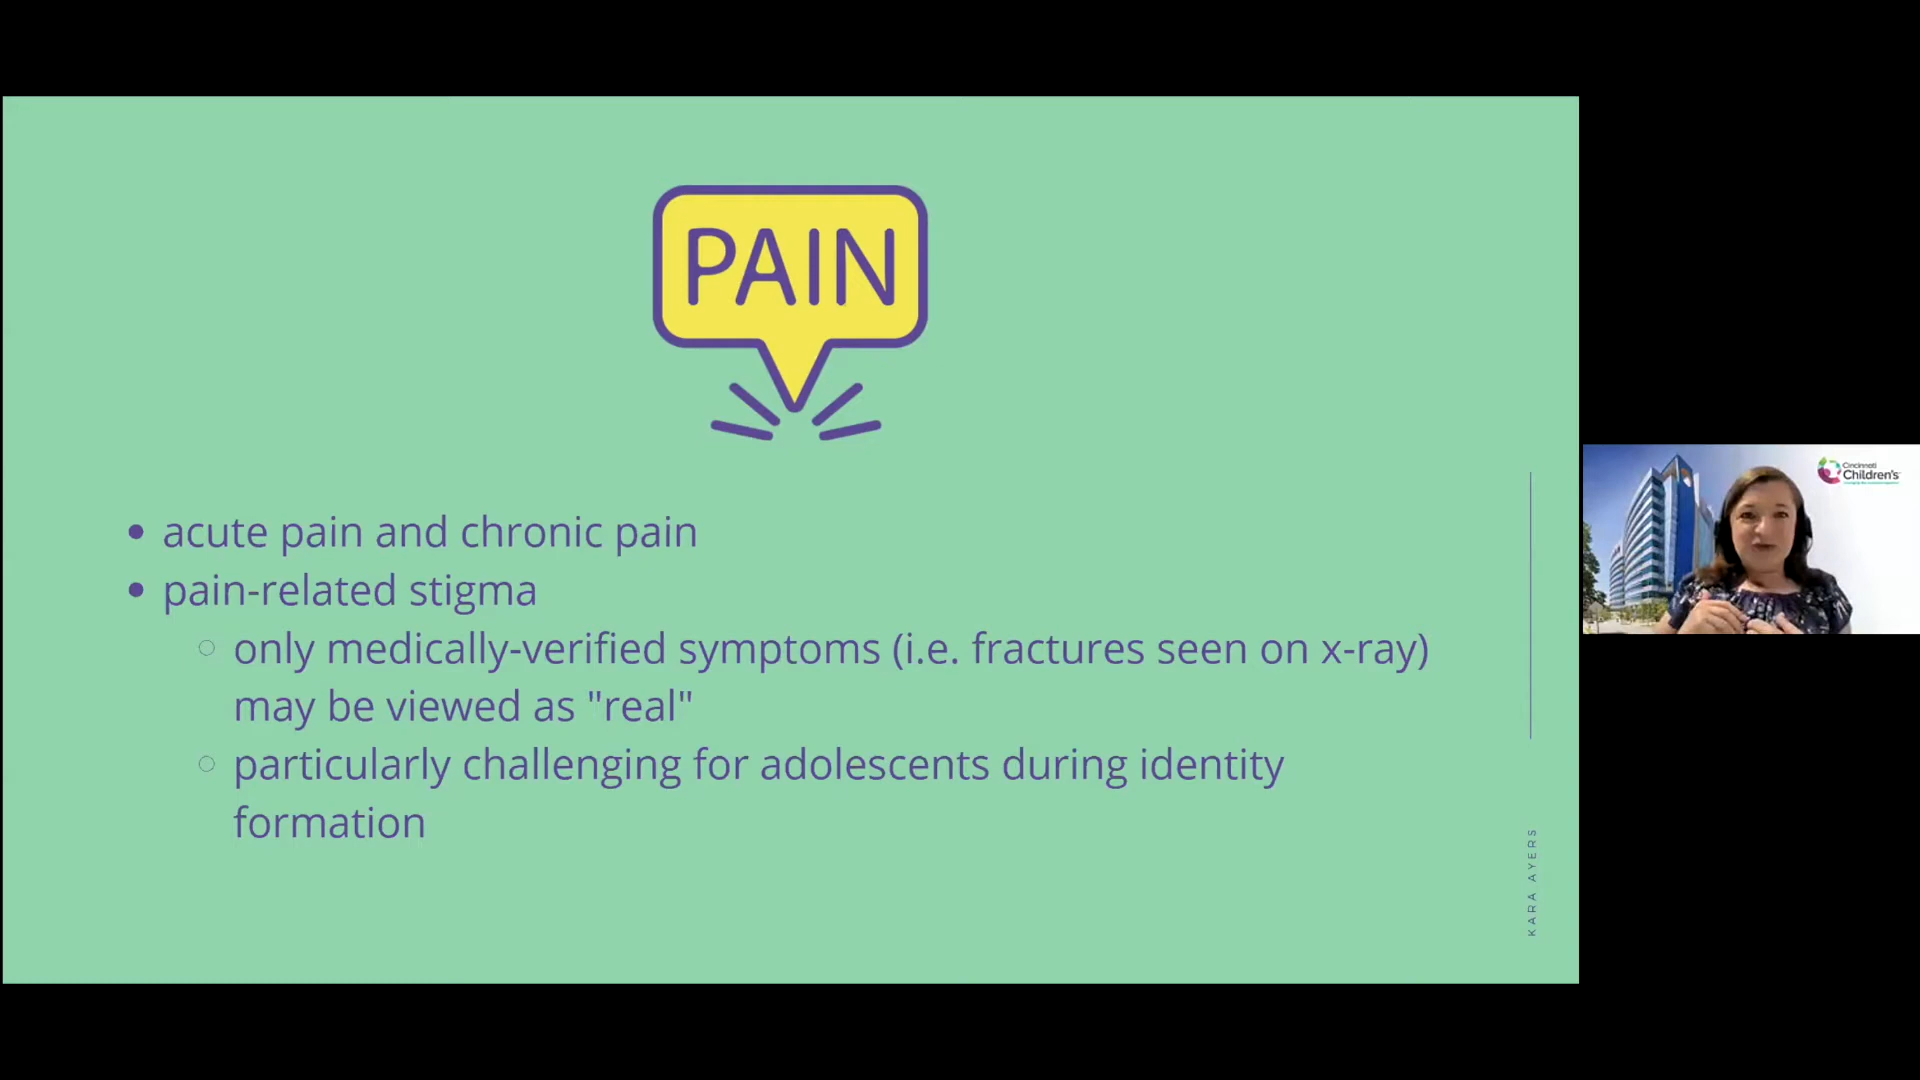 PAIN
acute pain and chronic pain
pain-related stigma
only medically-verified symptoms (i.e. fractures seen on x-ray)
may be viewed as "real"
particularly challenging for adolescents during identity
formation
KARA AYERS
Cincinnati
Children's